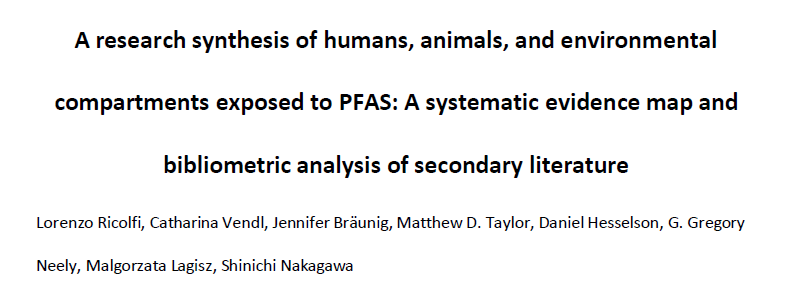 A research synthesis of humans, animals, and environmental
compartments exposed to PFAS: A systematic evidence map and
bibliometric analysis of secondary literature
Lorenzo Ricolfi, Catharina Vendl, Jennifer Bräunig, Matthew D. Taylor, Daniel Hesselson, G. Gregory
Neely, Malgorzata Lagisz, Shinichi Nakagawa